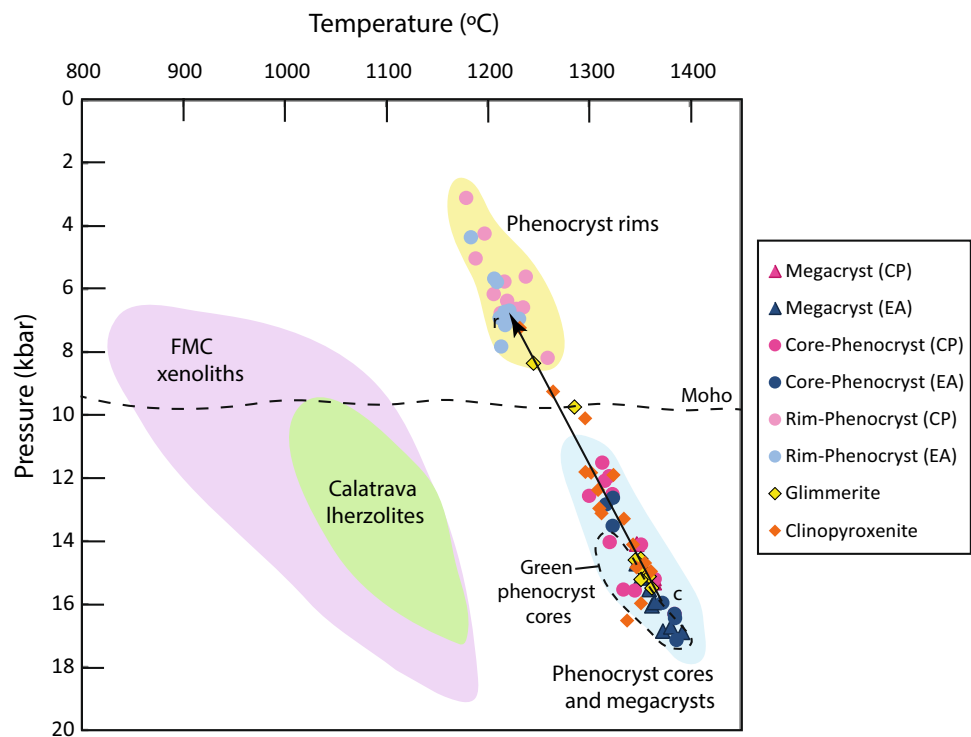 Temperature (ºC)
800 900 1000 1100 1200 1300 1400
Pressure (kbar)
0
2
4
6
8
10
12
14
16
18
20
Phenocryst rims
r
FMC
xenoliths
Moho
Calatrava
lherzolites
Green
phenocryst
cores
c
Phenocryst cores
and megacrysts
Megacryst (CP)
Megacryst (EA)
Core-Phenocryst (CP)
Core-Phenocryst (EA)
Rim-Phenocryst (CP)
Rim-Phenocryst (EA)
Glimmerite
Clinopyroxenite